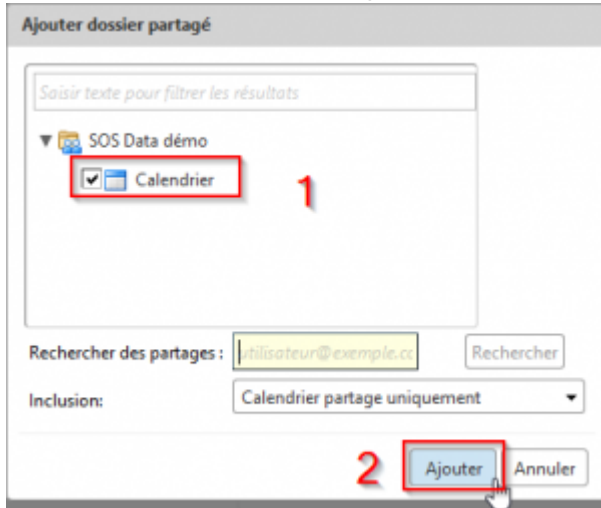 Ajouter dossier partagé
Saisir texte pour filtrer les résultats
SOS Data démo
Calendrier
1
Rechercher des partages :
utilisateur@exemple.cc
Rechercher
Inclusion:
Calendrier partage uniquement
2
Ajouter
Annuler